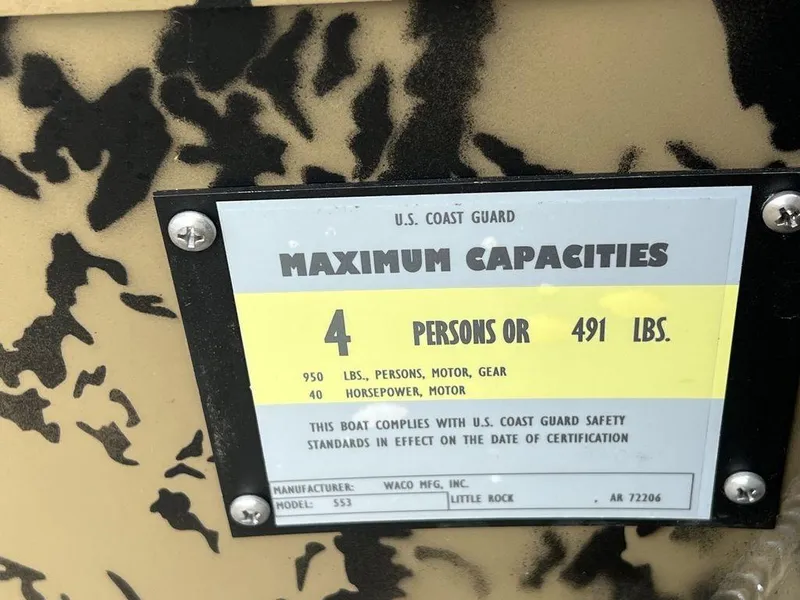 U.S. COAST GUARD
MAXIMUM CAPACITIES
4 PERSONS OR 491 LBS.
950 LBS., PERSONS, MOTOR, GEAR
40 HORSEPOWER, MOTOR
THIS BOAT COMPLIES WITH U.S. COAST GUARD SAFETY
STANDARDS IN EFFECT ON THE DATE OF CERTIFICATION
MANUFACTURER: WACO MFG, INC.
MODEL: 553 LITTLE ROCK , AR 72206